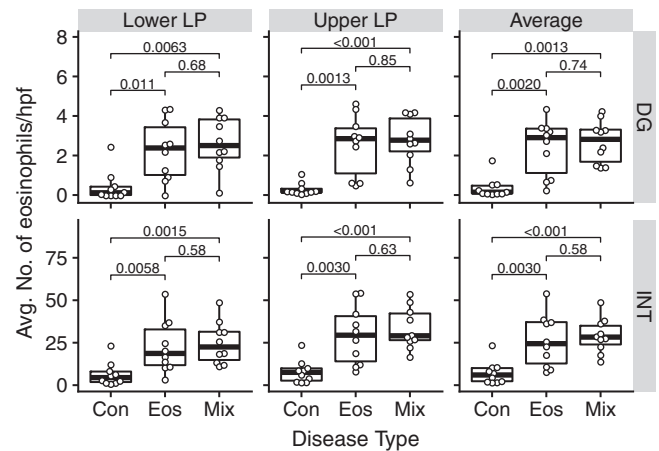 Lower LP Upper LP Average
8
0.0063 <0.001 0.0013
0.68 0.85 0.74
6
0.011 0.0013 0.0020
4
2
0
DG
Avg. No. of eosinophils/hpf
0.0015 <0.001 <0.001
0.58 0.63 0.58
75
0.0058 0.0030 0.0030
50
25
0
INT
Con Eos Mix Con Eos Mix Con Eos Mix
Disease Type